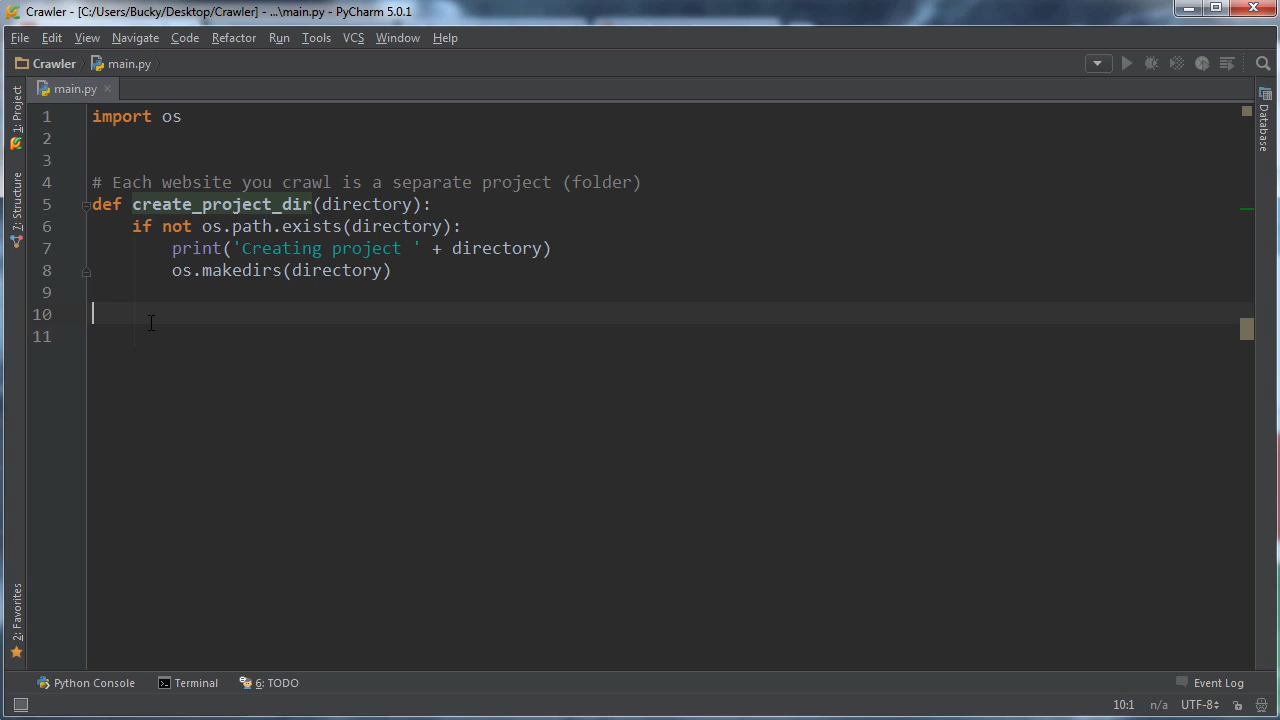 Crawler - [C:/Users/Bucky/Desktop/Crawler] - ...\main.py - PyCharm 5.0.1
File Edit View Navigate Code Refactor Run Tools VCS Window Help
Crawler main.py
main.py
1: Project
7: Structure
2: Favorites
Database
1 import os
2
3
4 # Each website you crawl is a separate project (folder)
5 def create_project_dir(directory):
6     if not os.path.exists(directory):
7         print('Creating project ' + directory)
8         os.makedirs(directory)
9
10
11
Python Console Terminal 6: TODO Event Log
10:1 n/a UTF-8